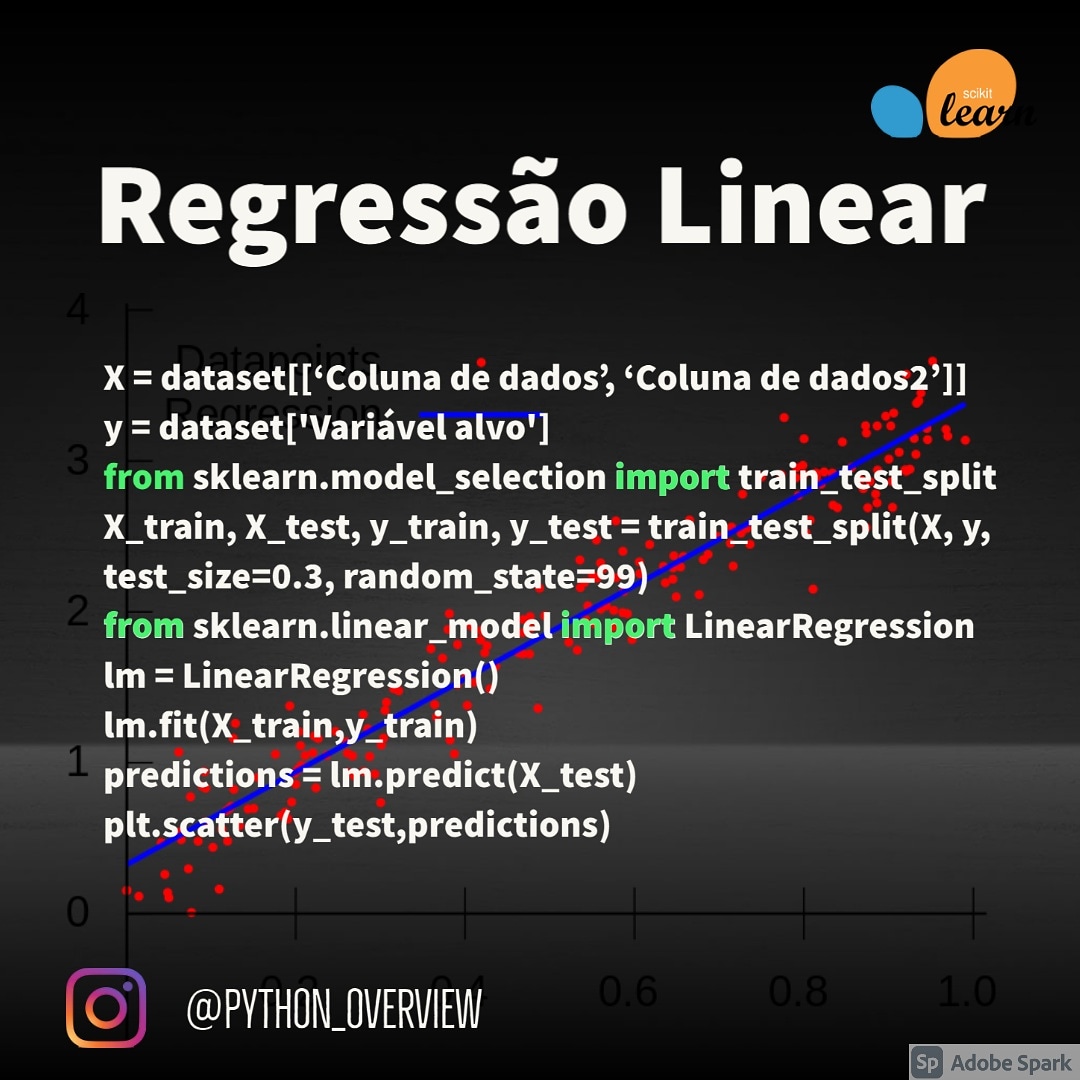 scikit
learn
Regressão Linear
4
Datapoints
X = dataset[[‘Coluna de dados’, ‘Coluna de dados2’]]
Regression
y = dataset['Variável alvo']
3
from sklearn.model_selection import train_test_split
X_train, X_test, y_train, y_test = train_test_split(X, y,
test_size=0.3, random_state=99)
2
from sklearn.linear_model import LinearRegression
lm = LinearRegression()
lm.fit(X_train,y_train)
1
predictions = lm.predict(X_test)
plt.scatter(y_test,predictions)
0
0.2 0.4 0.6 0.8 1.0
@PYTHON_OVERVIEW
Sp Adobe Spark